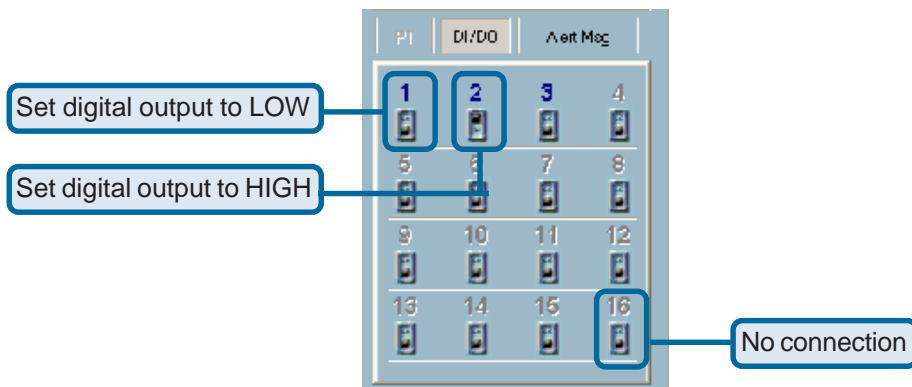 PT DI/DO Alert Msg
Set digital output to LOW
1 2 3 4
Set digital output to HIGH
5 6 7 8
9 10 11 12
13 14 15 16
No connection